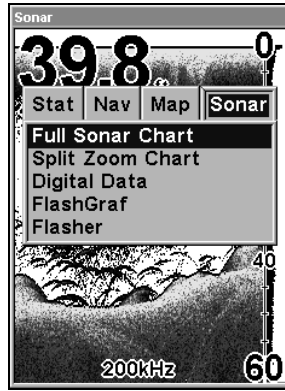 Sonar
39.8
0
Stat Nav Map Sonar
Full Sonar Chart
Split Zoom Chart
Digital Data
FlashGraf
Flasher
40
200kHz
60